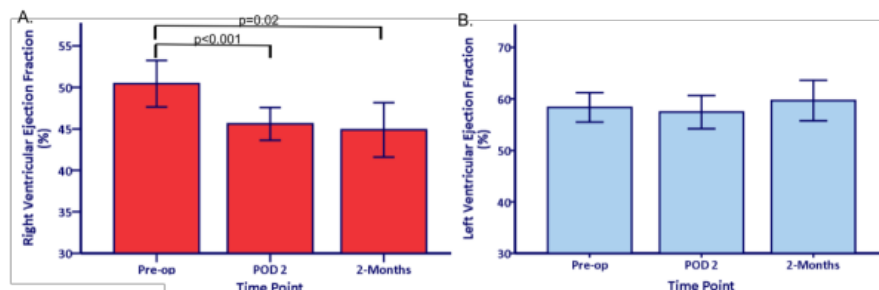 A.
p=0.02
p<0.001
Right Ventricular Ejection Fraction
(%)
55
50
45
40
35
30
Pre-op
POD 2
2-Months
Time Point
B.
Left Ventricular Ejection Fraction
(%)
70
60
50
40
30
Pre-op
POD 2
2-Months
Time Point